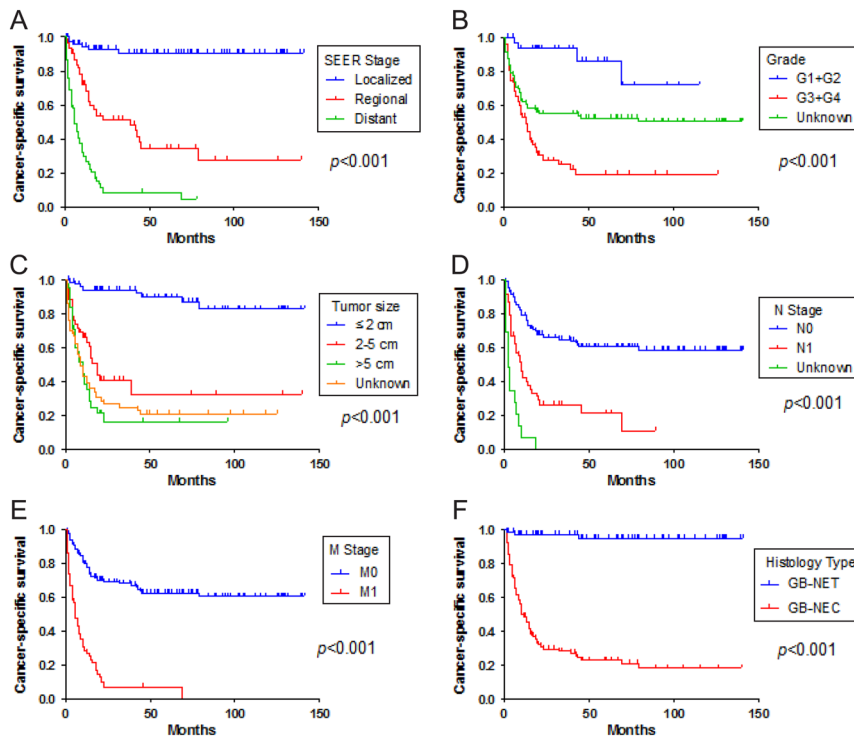 A
Cancer-specific survival
1.0
0.8
0.6
0.4
0.2
0.0
0
50
100
150
Months
SEER Stage
Localized
Regional
Distant
p<0.001
B
Cancer-specific survival
1.0
0.8
0.6
0.4
0.2
0.0
0
50
100
150
Months
Grade
G1+G2
G3+G4
Unknown
p<0.001
C
Cancer-specific survival
1.0
0.8
0.6
0.4
0.2
0.0
0
50
100
150
Months
Tumor size
≤2 cm
2-5 cm
>5 cm
Unknown
p<0.001
D
Cancer-specific survival
1.0
0.8
0.6
0.4
0.2
0.0
0
50
100
150
Months
N Stage
N0
N1
Unknown
p<0.001
E
Cancer-specific survival
1.0
0.8
0.6
0.4
0.2
0.0
0
50
100
150
Months
M Stage
M0
M1
p<0.001
F
Cancer-specific survival
1.0
0.8
0.6
0.4
0.2
0.0
0
50
100
150
Months
Histology Type
GB-NET
GB-NEC
p<0.001